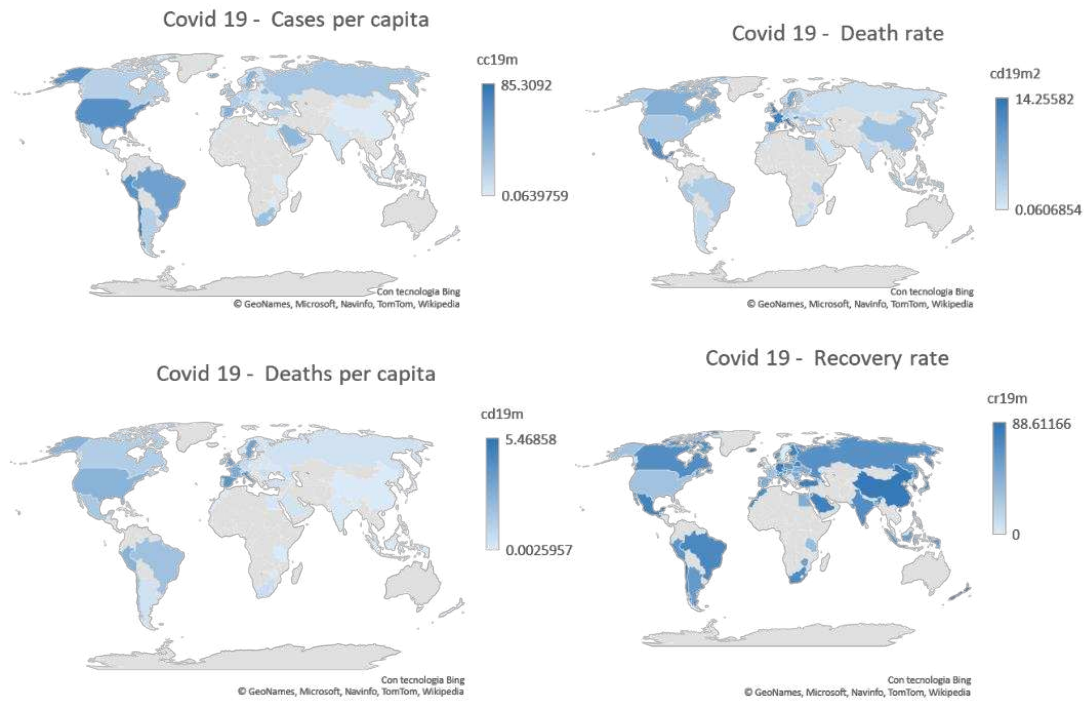 Covid 19 - Cases per capita
cc19m
85.3092
0.0639759
Con tecnologia Bing
© GeoNames, Microsoft, Navinfo, TomTom, Wikipedia
Covid 19 - Death rate
cd19m2
14.25582
0.0606854
Con tecnologia Bing
© GeoNames, Microsoft, Navinfo, TomTom, Wikipedia
Covid 19 - Deaths per capita
cd19m
5.46858
0.0025957
Con tecnologia Bing
© GeoNames, Microsoft, Navinfo, TomTom, Wikipedia
Covid 19 - Recovery rate
cr19m
88.61166
0
Con tecnologia Bing
© GeoNames, Microsoft, Navinfo, TomTom, Wikipedia